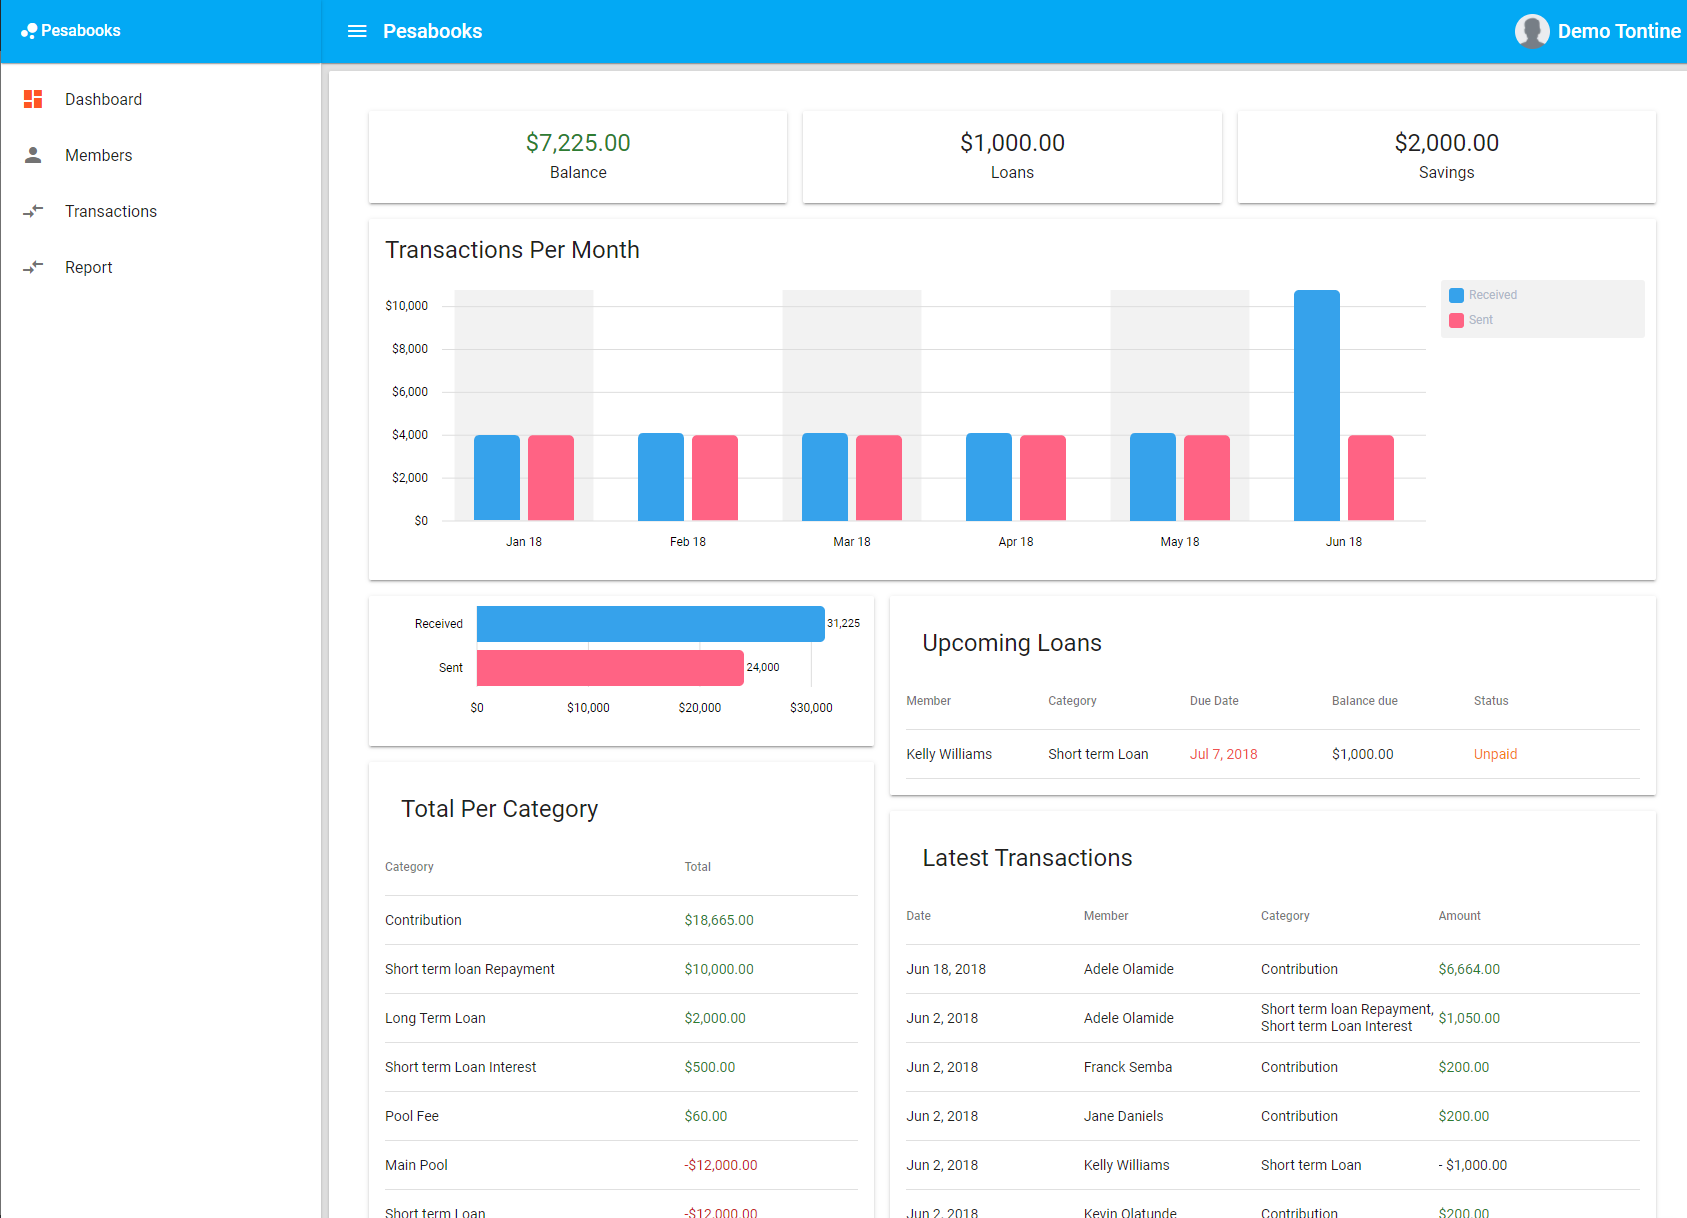 Pesabooks
Pesabooks
Demo Tontine
Dashboard
Members
Transactions
Report
$7,225.00
Balance
$1,000.00
Loans
$2,000.00
Savings
Transactions Per Month
$10,000
$8,000
$6,000
$4,000
$2,000
$0
Jan 18 Feb 18 Mar 18 Apr 18 May 18 Jun 18
Received
Sent
Received 31,225
Sent 24,000
$0 $10,000 $20,000 $30,000
Total Per Category
Category Total
Contribution $18,665.00
Short term loan Repayment $10,000.00
Long Term Loan $2,000.00
Short term Loan Interest $500.00
Pool Fee $60.00
Main Pool -$12,000.00
Short term Loan -$12,000.00
Upcoming Loans
Member Category Due Date Balance due Status
Kelly Williams Short term Loan Jul 7, 2018 $1,000.00 Unpaid
Latest Transactions
Date Member Category Amount
Jun 18, 2018 Adele Olamide Contribution $6,664.00
Jun 2, 2018 Adele Olamide Short term loan Repayment, $1,050.00
Short term Loan Interest
Jun 2, 2018 Franck Semba Contribution $200.00
Jun 2, 2018 Jane Daniels Contribution $200.00
Jun 2, 2018 Kelly Williams Short term Loan - $1,000.00
Jun 2, 2018 Kevin Olatunde Contribution $200.00